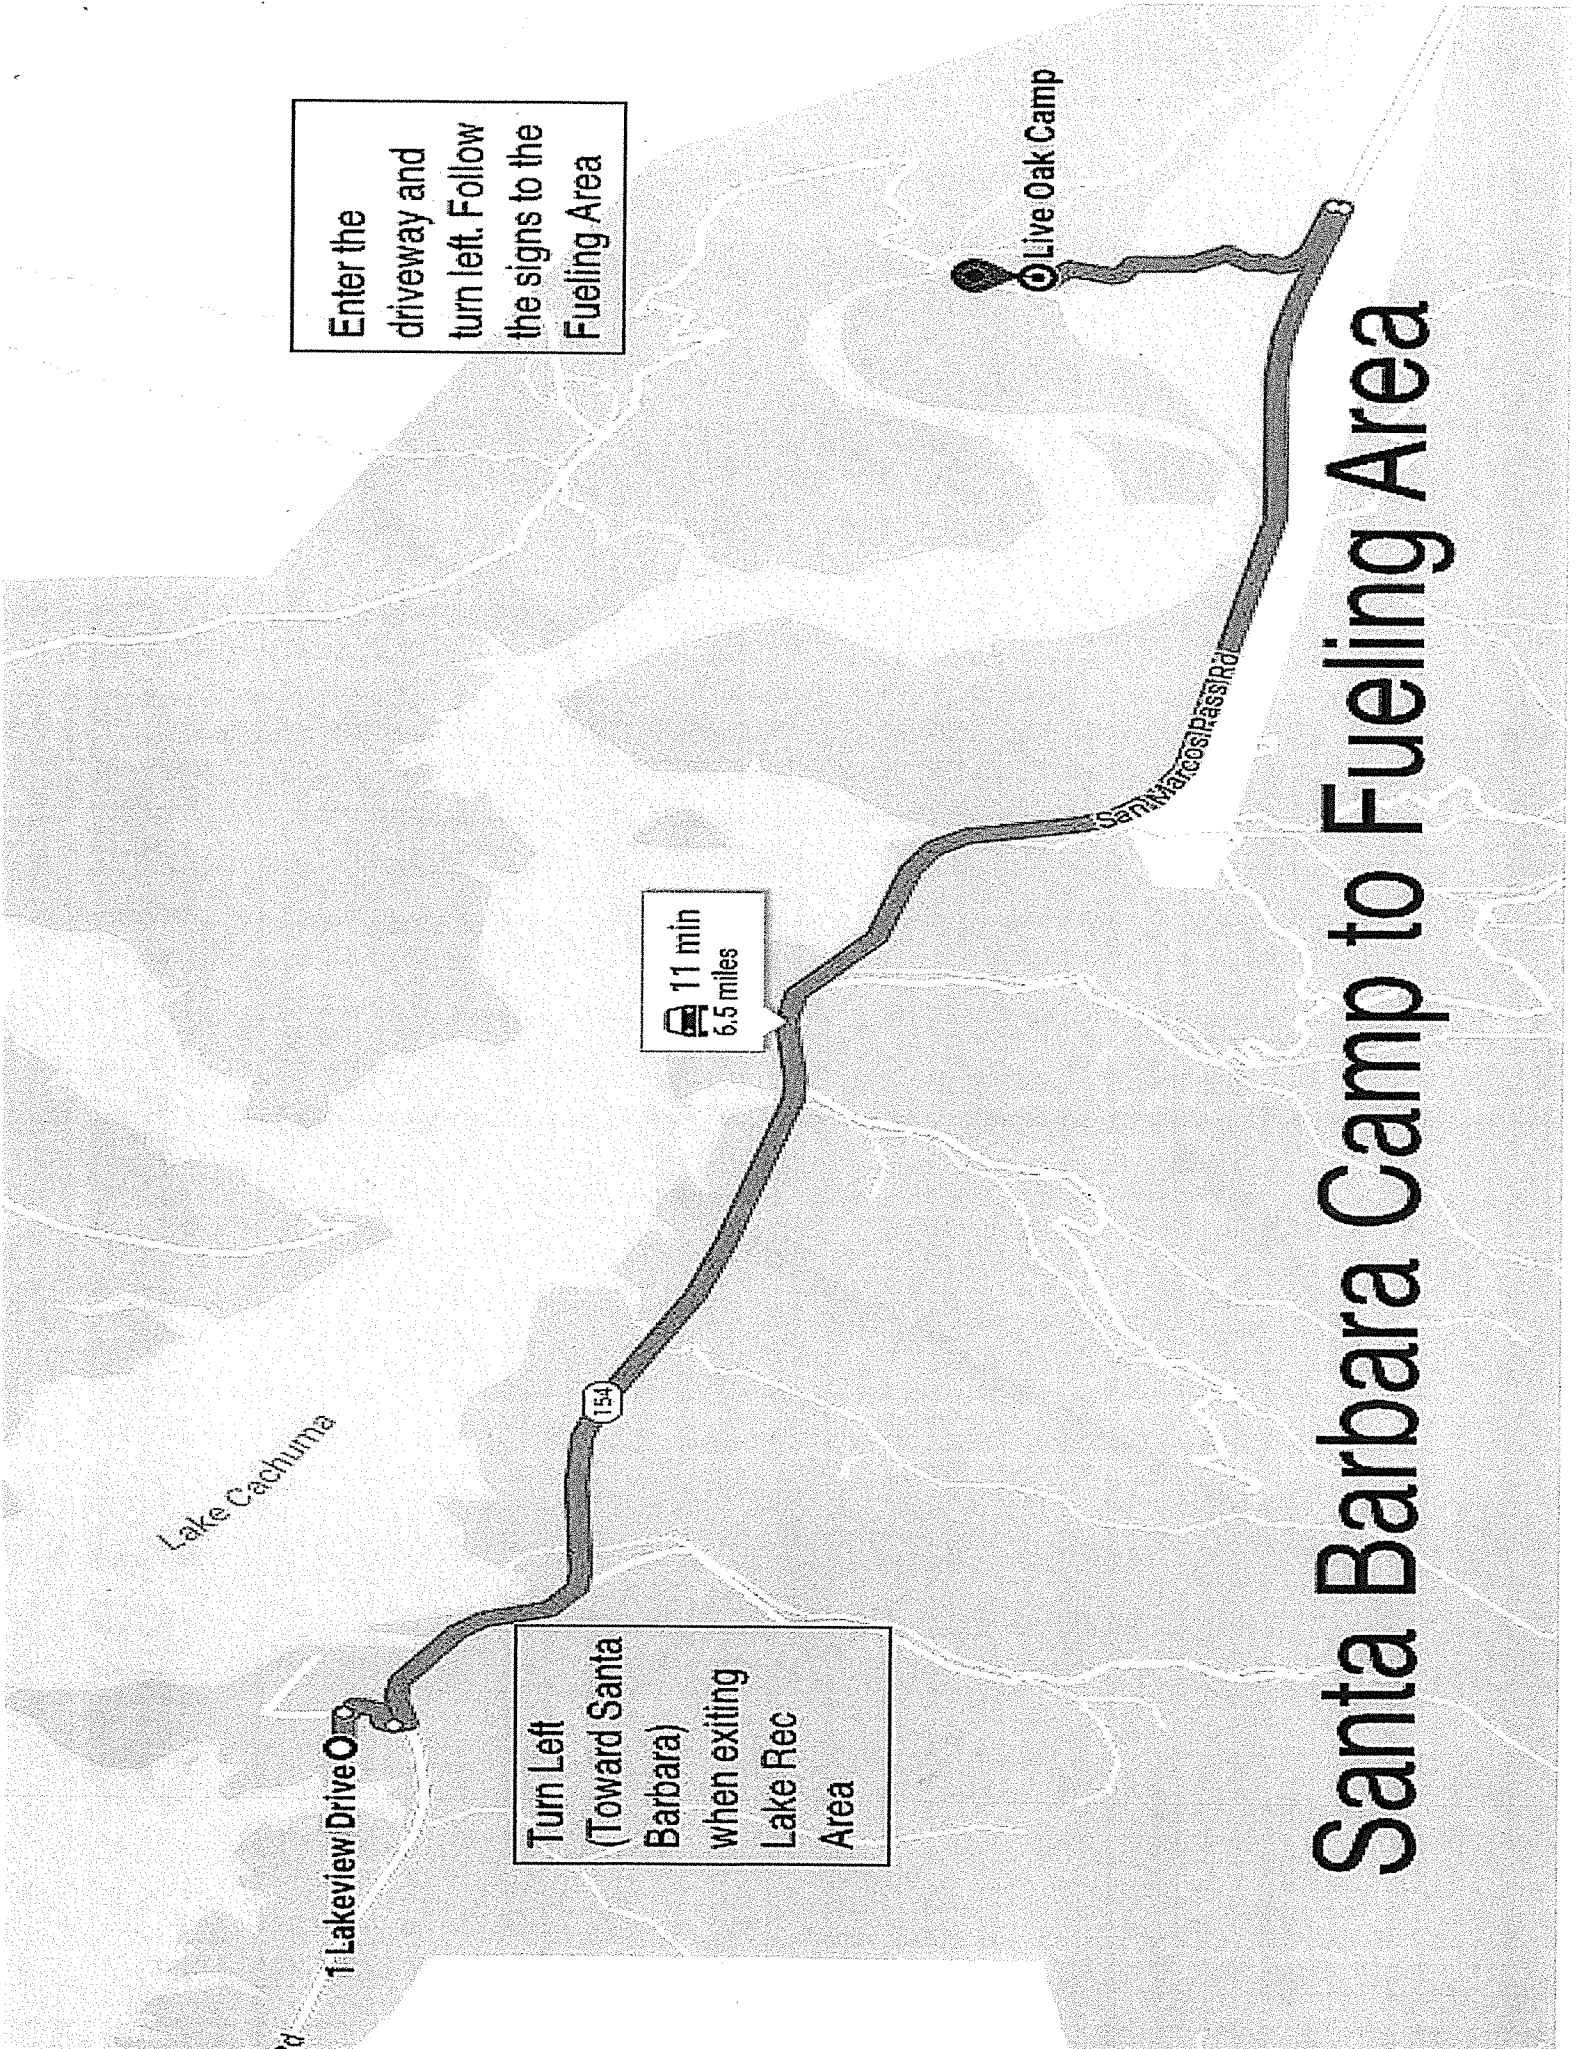 Lake Cachuma
1 Lakeview Drive
Enter the
driveway and
turn left. Follow
the signs to the
Fueling Area
Turn Left
(Toward Santa
Barbara)
when exiting
Lake Rec
Area
154
11 min
6.5 miles
San Marcos Pass Rd
Live Oak Camp
Santa Barbara Camp to Fueling Area